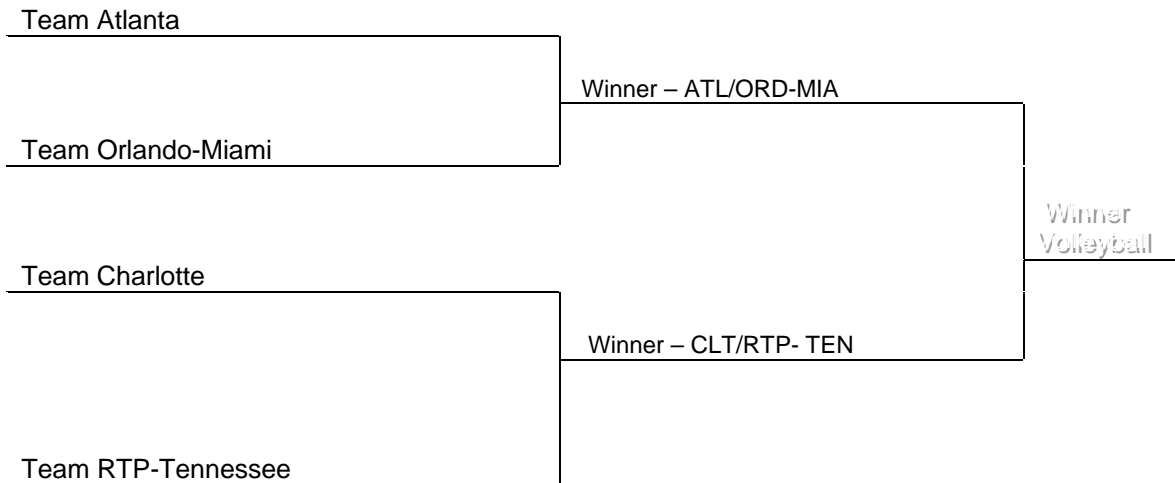 Team Atlanta
Winner – ATL/ORD-MIA
Team Orlando-Miami
Winner
Volleyball
Team Charlotte
Winner – CLT/RTP- TEN
Team RTP-Tennessee